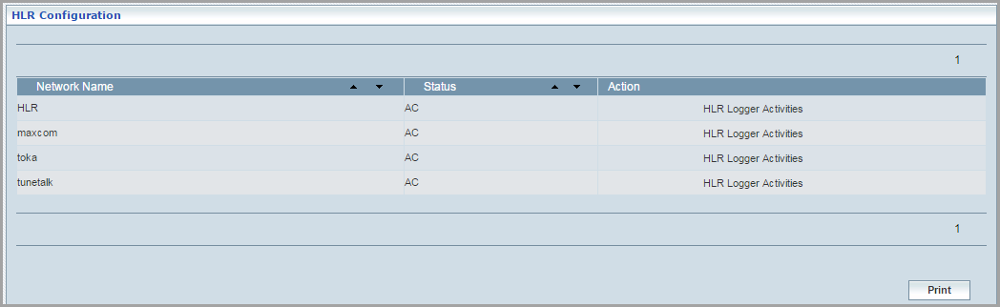 HLR Configuration
1
Network Name Status Action
HLR AC HLR Logger Activities
maxcom AC HLR Logger Activities
toka AC HLR Logger Activities
tunetalk AC HLR Logger Activities
1
Print